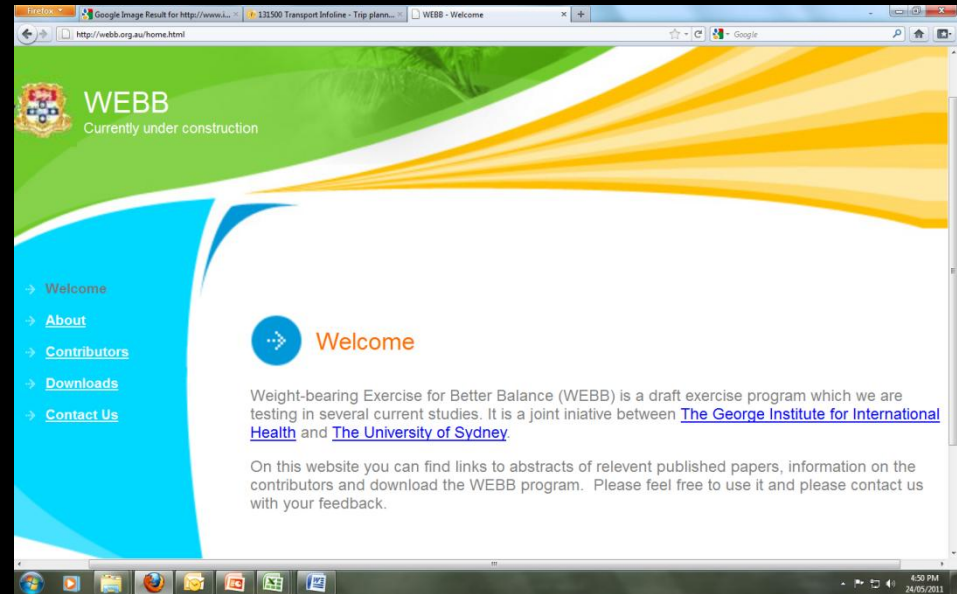 Firefox
Google Image Result for http://www.i...
131500 Transport Infoline - Trip plann...
WEBB - Welcome
http://webb.org.au/home.html
Google
WEBB
Currently under construction
Welcome
About
Contributors
Downloads
Contact Us
Welcome
Weight-bearing Exercise for Better Balance (WEBB) is a draft exercise program which we are
testing in several current studies. It is a joint iniative between The George Institute for International
Health and The University of Sydney.
On this website you can find links to abstracts of relevent published papers, information on the
contributors and download the WEBB program.  Please feel free to use it and please contact us
with your feedback.
4:50 PM
24/05/2011